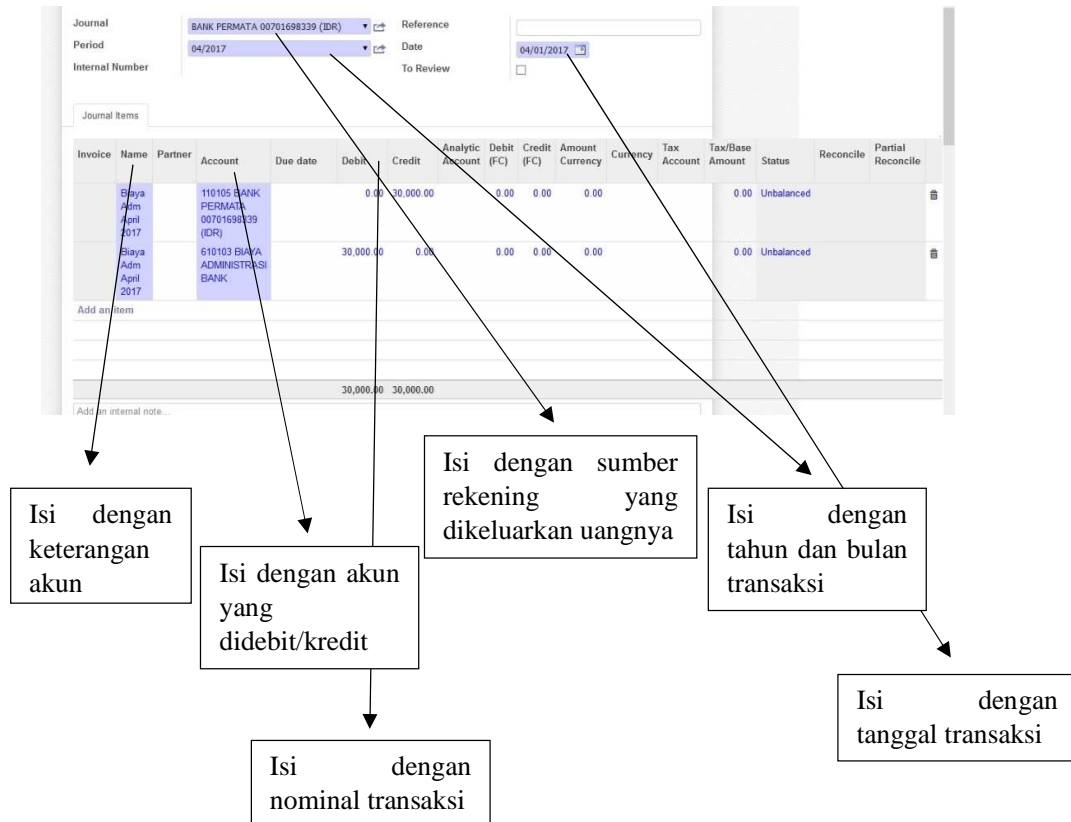 Journal BANK PERMATA 00701698339 (IDR) Reference
Period 04/2017 Date 04/01/2017
Internal Number To Review
Journal Items
Invoice Name Partner Account Due date Debit Credit Analytic Account Debit (FC) Credit (FC) Amount Currency Currency Tax Account Tax/Base Amount Status Reconcile Partial Reconcile
Biaya Adm April 2017 110105 BANK PERMATA 00701698339 (IDR) 0.00 30,000.00 0.00 0.00 0.00 0.00 Unbalanced
Biaya Adm April 2017 610103 BIAYA ADMINISTRASI BANK 30,000.00 0.00 0.00 0.00 0.00 0.00 Unbalanced
Add an item
30,000.00 30,000.00
Add an internal note...
Isi dengan
keterangan
akun
Isi dengan akun
yang
didebit/kredit
Isi dengan sumber
rekening yang
dikeluarkan uangnya
Isi dengan
tahun dan bulan
transaksi
Isi dengan
tanggal transaksi
Isi dengan
nominal transaksi